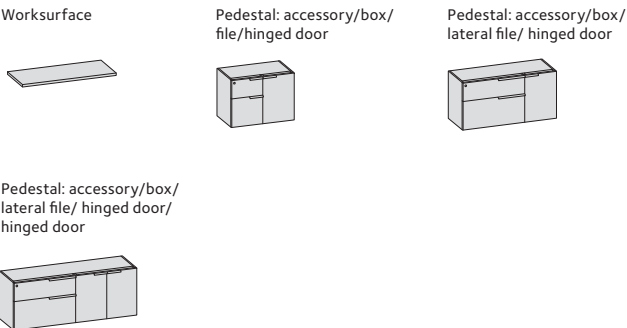 Worksurface
Pedestal: accessory/box/
file/hinged door
Pedestal: accessory/box/
lateral file/ hinged door
Pedestal: accessory/box/
lateral file/ hinged door/
hinged door